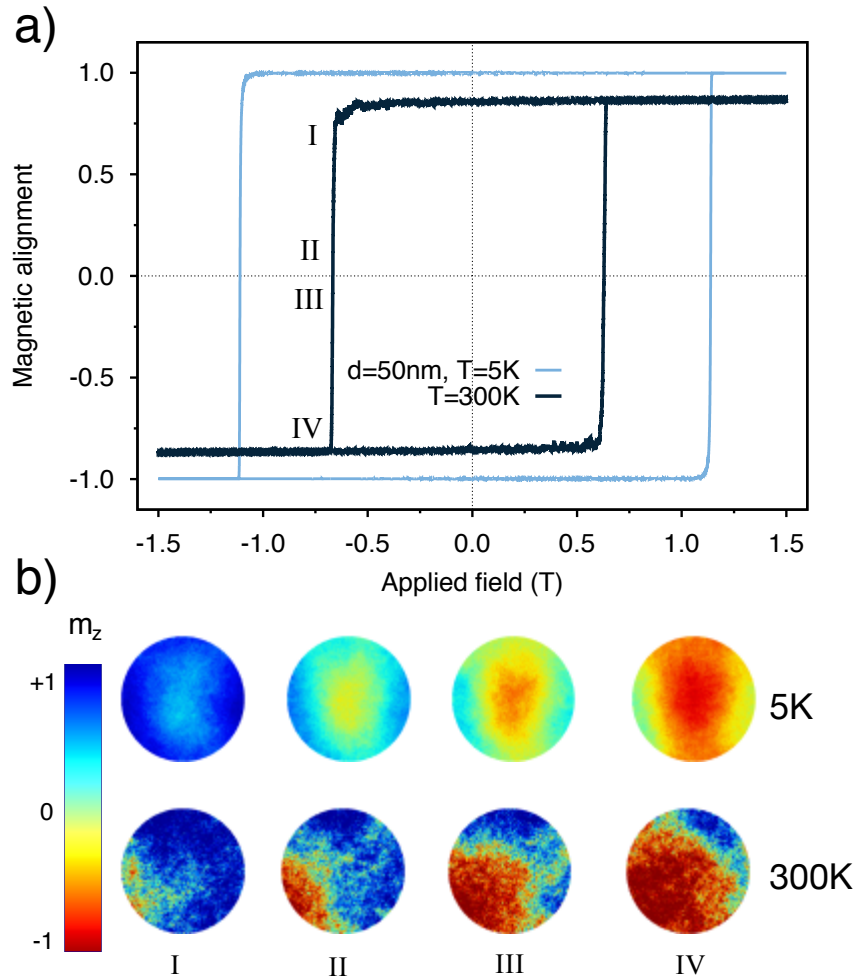 a)
1.0
0.5
0.0
-0.5
-1.0
Magnetic alignment
I
II
III
IV
d=50nm, T=5K
T=300K
-1.5 -1.0 -0.5 0.0 0.5 1.0 1.5
Applied field (T)
b)
m_z
+1
0
-1
5K
300K
I II III IV